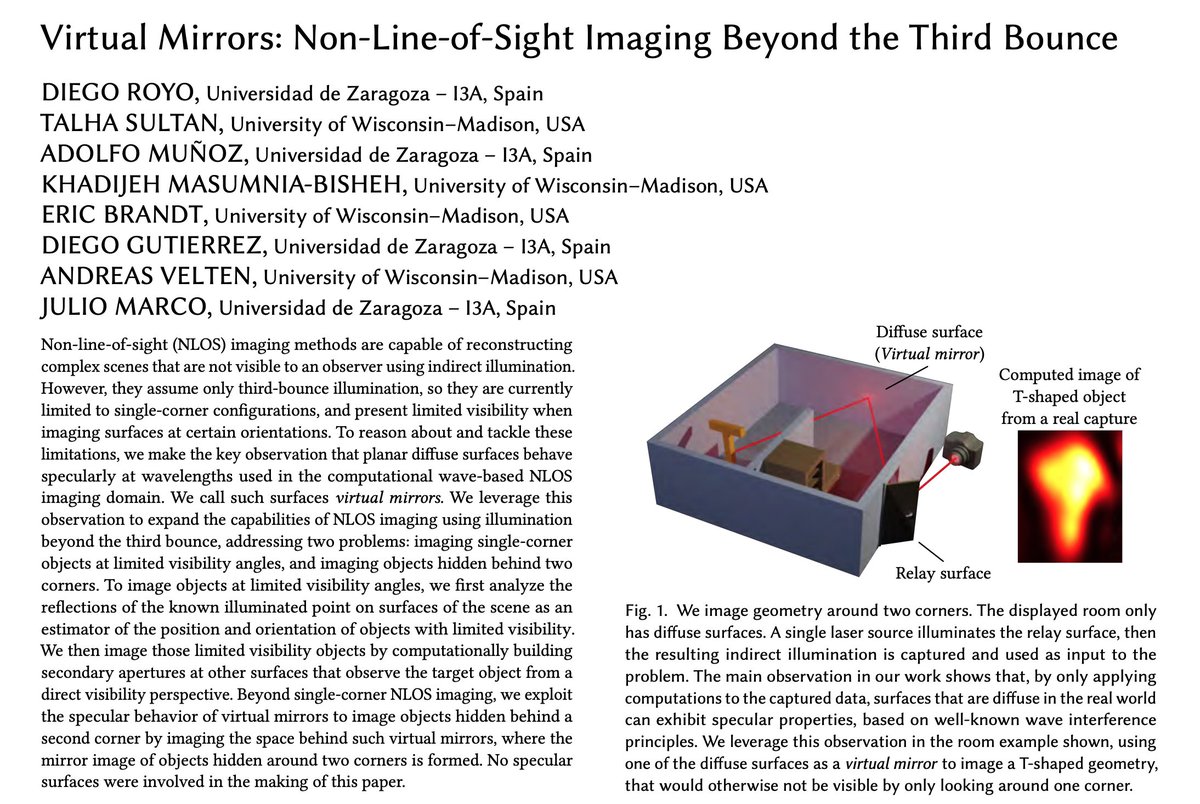 Virtual Mirrors: Non-Line-of-Sight Imaging Beyond the Third Bounce
DIEGO ROYO, Universidad de Zaragoza – I3A, Spain
TALHA SULTAN, University of Wisconsin–Madison, USA
ADOLFO MUÑOZ, Universidad de Zaragoza – I3A, Spain
KHADIJEH MASUMNIA-BISHEH, University of Wisconsin–Madison, USA
ERIC BRANDT, University of Wisconsin–Madison, USA
DIEGO GUTIERREZ, Universidad de Zaragoza – I3A, Spain
ANDREAS VELTEN, University of Wisconsin–Madison, USA
JULIO MARCO, Universidad de Zaragoza – I3A, Spain
Non-line-of-sight (NLOS) imaging methods are capable of reconstructing
complex scenes that are not visible to an observer using indirect illumination.
However, they assume only third-bounce illumination, so they are currently
limited to single-corner configurations, and present limited visibility when
imaging surfaces at certain orientations. To reason about and tackle these
limitations, we make the key observation that planar diffuse surfaces behave
specularly at wavelengths used in the computational wave-based NLOS
imaging domain. We call such surfaces virtual mirrors. We leverage this
observation to expand the capabilities of NLOS imaging using illumination
beyond the third bounce, addressing two problems: imaging single-corner
objects at limited visibility angles, and imaging objects hidden behind two
corners. To image objects at limited visibility angles, we first analyze the
reflections of the known illuminated point on surfaces of the scene as an
estimator of the position and orientation of objects with limited visibility.
We then image those limited visibility objects by computationally building
secondary apertures at other surfaces that observe the target object from a
direct visibility perspective. Beyond single-corner NLOS imaging, we exploit
the specular behavior of virtual mirrors to image objects hidden behind a
second corner by imaging the space behind such virtual mirrors, where the
mirror image of objects hidden around two corners is formed. No specular
surfaces were involved in the making of this paper.
Diffuse surface
(Virtual mirror)
Computed image of
T-shaped object
from a real capture
Relay surface
Fig. 1. We image geometry around two corners. The displayed room only
has diffuse surfaces. A single laser source illuminates the relay surface, then
the resulting indirect illumination is captured and used as input to the
problem. The main observation in our work shows that, by only applying
computations to the captured data, surfaces that are diffuse in the real world
can exhibit specular properties, based on well-known wave interference
principles. We leverage this observation in the room example shown, using
one of the diffuse surfaces as a virtual mirror to image a T-shaped geometry,
that would otherwise not be visible by only looking around one corner.